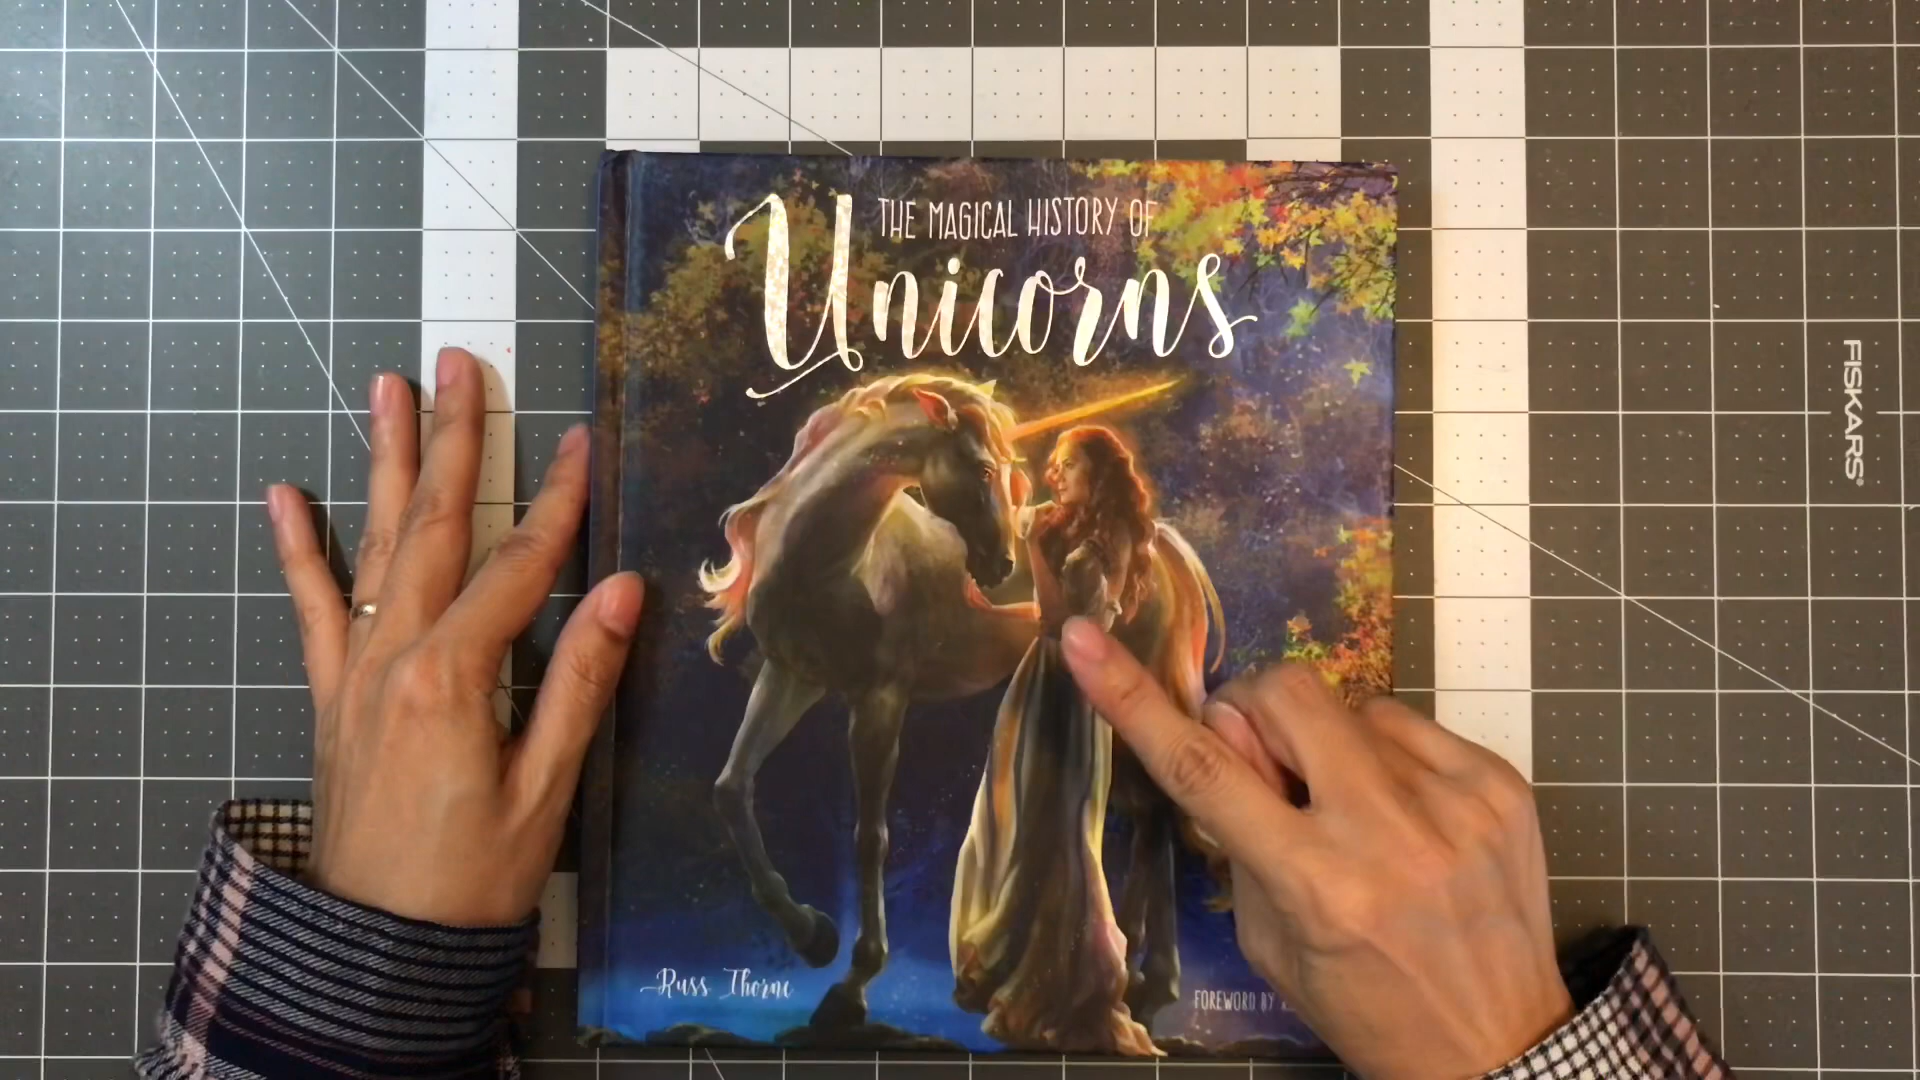 THE MAGICAL HISTORY OF
Unicorns
Russ Thorne
FOREWORD BY
FISKARS®